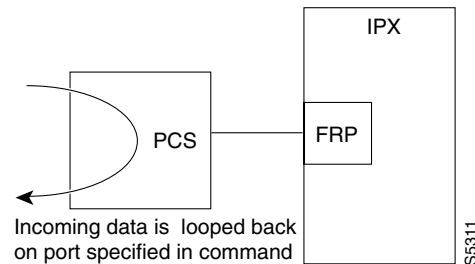 IPX
PCS
FRP
Incoming data is looped back
on port specified in command
S5311